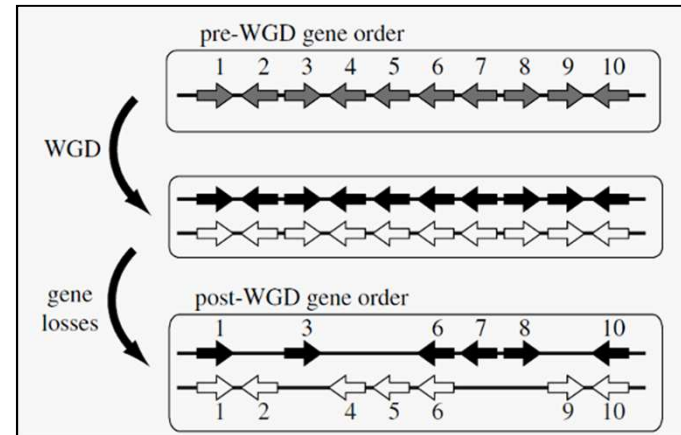 pre-WGD gene order
1 2 3 4 5 6 7 8 9 10
WGD
gene
losses
post-WGD gene order
1 3 6 7 8 10
1 2 4 5 6 9 10